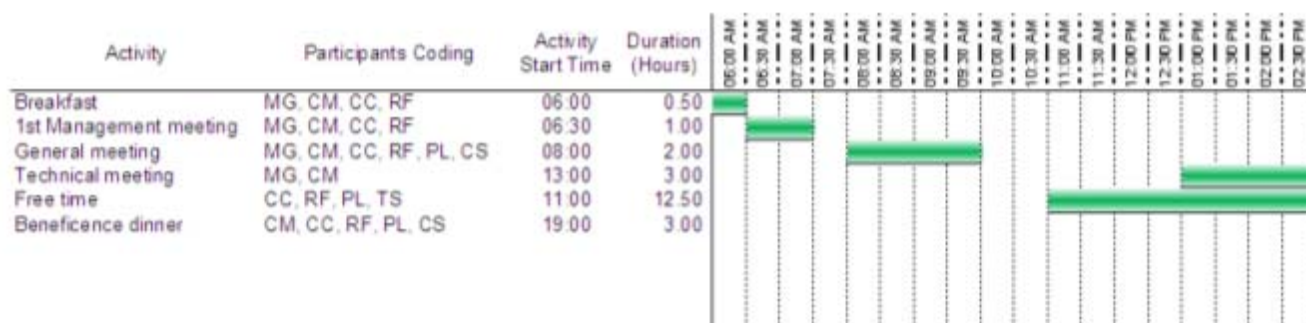 Activity Participants Coding Activity Start Time Duration (Hours) 06:00 AM 06:30 AM 07:00 AM 07:30 AM 08:00 AM 08:30 AM 09:00 AM 09:30 AM 10:00 AM 10:30 AM 11:00 AM 11:30 AM 12:00 PM 12:30 PM 01:00 PM 01:30 PM 02:00 PM 02:30 PM
Breakfast MG, CM, CC, RF 06:00 0.50
1st Management meeting MG, CM, CC, RF 06:30 1.00
General meeting MG, CM, CC, RF, PL, CS 08:00 2.00
Technical meeting MG, CM 13:00 3.00
Free time CC, RF, PL, TS 11:00 12.50
Beneficence dinner CM, CC, RF, PL, CS 19:00 3.00